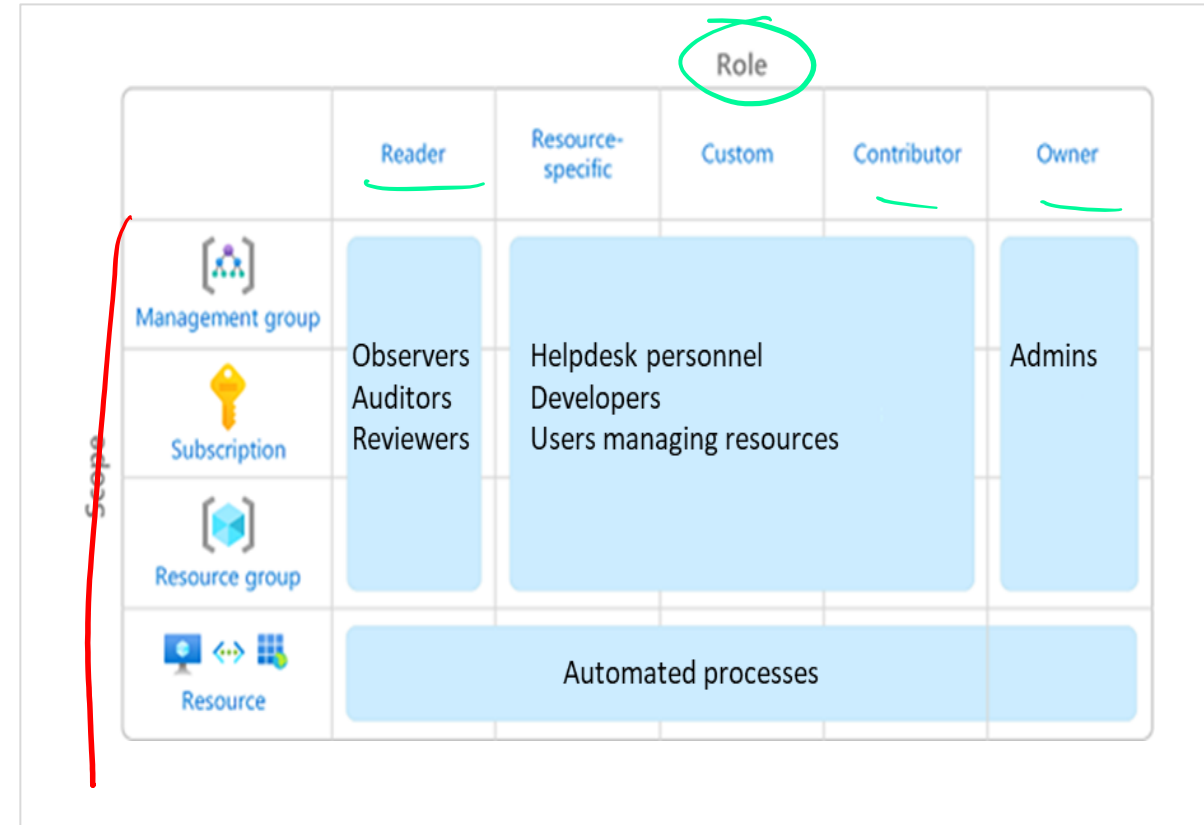 Role
Reader
Resource-
specific
Custom
Contributor
Owner
Scope
Management group
Subscription
Resource group
Resource
Observers
Auditors
Reviewers
Helpdesk personnel
Developers
Users managing resources
Admins
Automated processes